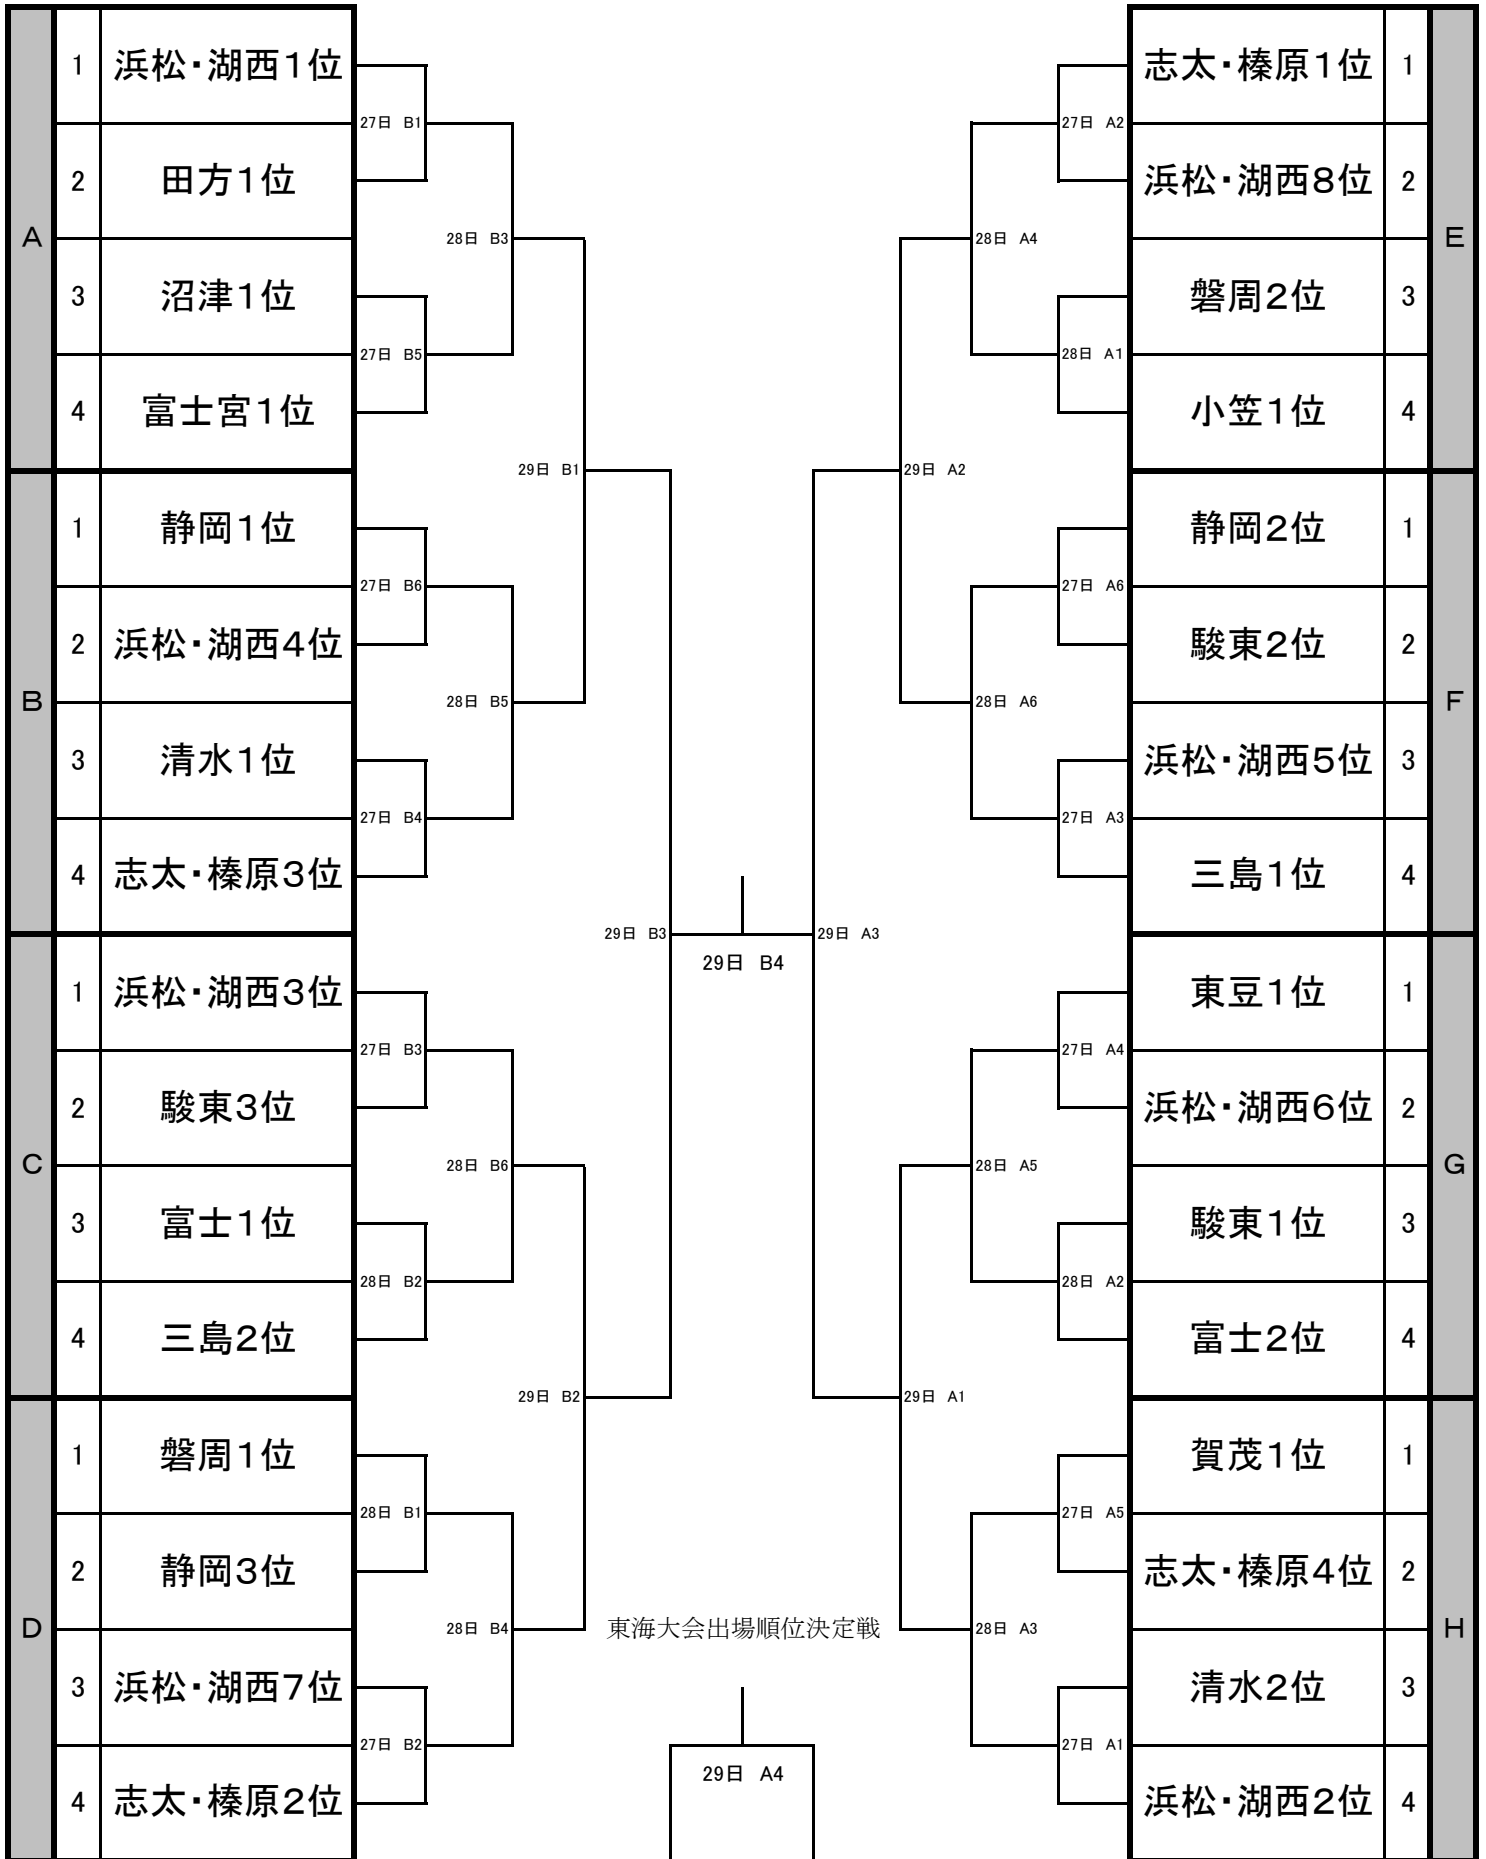 A
1 浜松・湖西1位
27日 B1
2 田方1位
28日 B3
3 沼津1位
27日 B5
4 富士宮1位
29日 B1
B
1 静岡1位
27日 B6
2 浜松・湖西4位
28日 B5
3 清水1位
27日 B4
4 志太・榛原3位
29日 B3
C
1 浜松・湖西3位
27日 B3
2 駿東3位
28日 B6
3 富士1位
28日 B2
4 三島2位
29日 B2
D
1 磐周1位
28日 B1
2 静岡3位
28日 B4
3 浜松・湖西7位
27日 B2
4 志太・榛原2位
29日 B4
東海大会出場順位決定戦
29日 A4
E
志太・榛原1位 1
27日 A2
浜松・湖西8位 2
28日 A4
磐周2位 3
28日 A1
小笠1位 4
29日 A2
F
静岡2位 1
27日 A6
駿東2位 2
28日 A6
浜松・湖西5位 3
27日 A3
三島1位 4
29日 A3
G
東豆1位 1
27日 A4
浜松・湖西6位 2
28日 A5
駿東1位 3
28日 A2
富士2位 4
29日 A1
H
賀茂1位 1
27日 A5
志太・榛原4位 2
28日 A3
清水2位 3
27日 A1
浜松・湖西2位 4